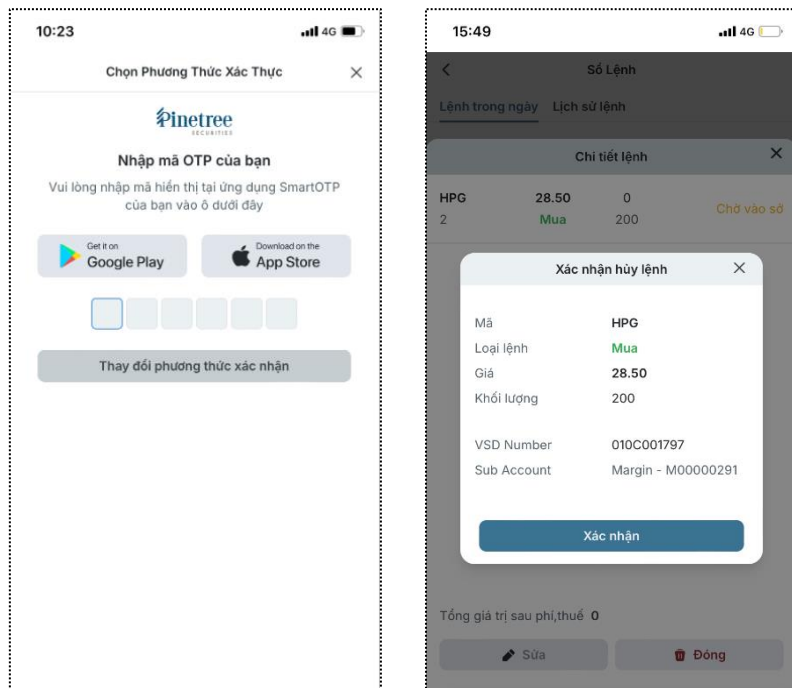 10:23
4G
Chọn Phương Thức Xác Thực
Pinetree
SECURITIES
Nhập mã OTP của bạn
Vui lòng nhập mã hiển thị tại ứng dụng SmartOTP
của bạn vào ô dưới đây
Get it on
Google Play
Download on the
App Store
Thay đổi phương thức xác nhận
15:49
4G
Sổ Lệnh
Lệnh trong ngày Lịch sử lệnh
Chi tiết lệnh
HPG 28.50 0 Chờ vào sở
2 Mua 200
Xác nhận hủy lệnh
Mã HPG
Loại lệnh Mua
Giá 28.50
Khối lượng 200
VSD Number 010C001797
Sub Account Margin - M00000291
Xác nhận
Tổng giá trị sau phí,thuế 0
Sửa Đóng